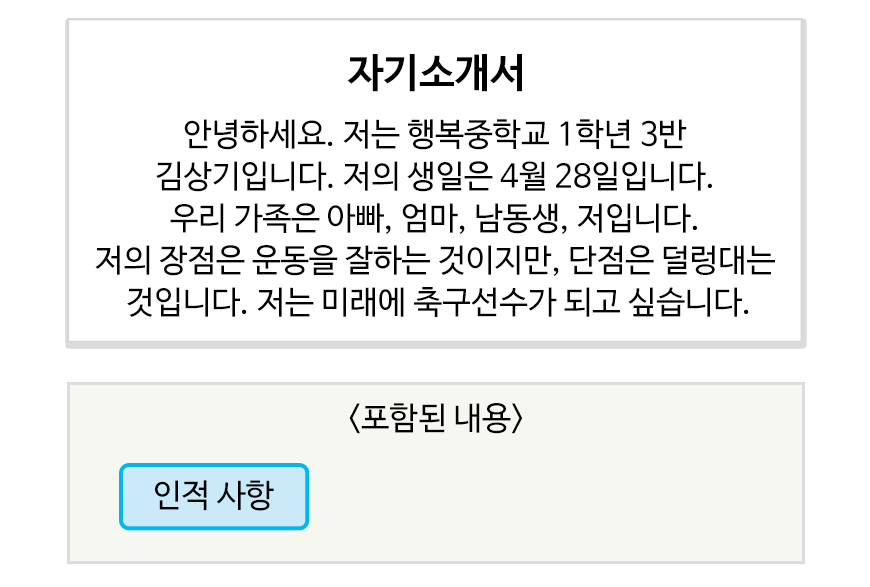 자기소개서
안녕하세요. 저는 행복중학교 1학년 3반
김상기입니다. 저의 생일은 4월 28일입니다.
우리 가족은 아빠, 엄마, 남동생, 저입니다.
저의 장점은 운동을 잘하는 것이지만, 단점은 덜렁대는
것입니다. 저는 미래에 축구선수가 되고 싶습니다.
〈포함된 내용〉
인적 사항